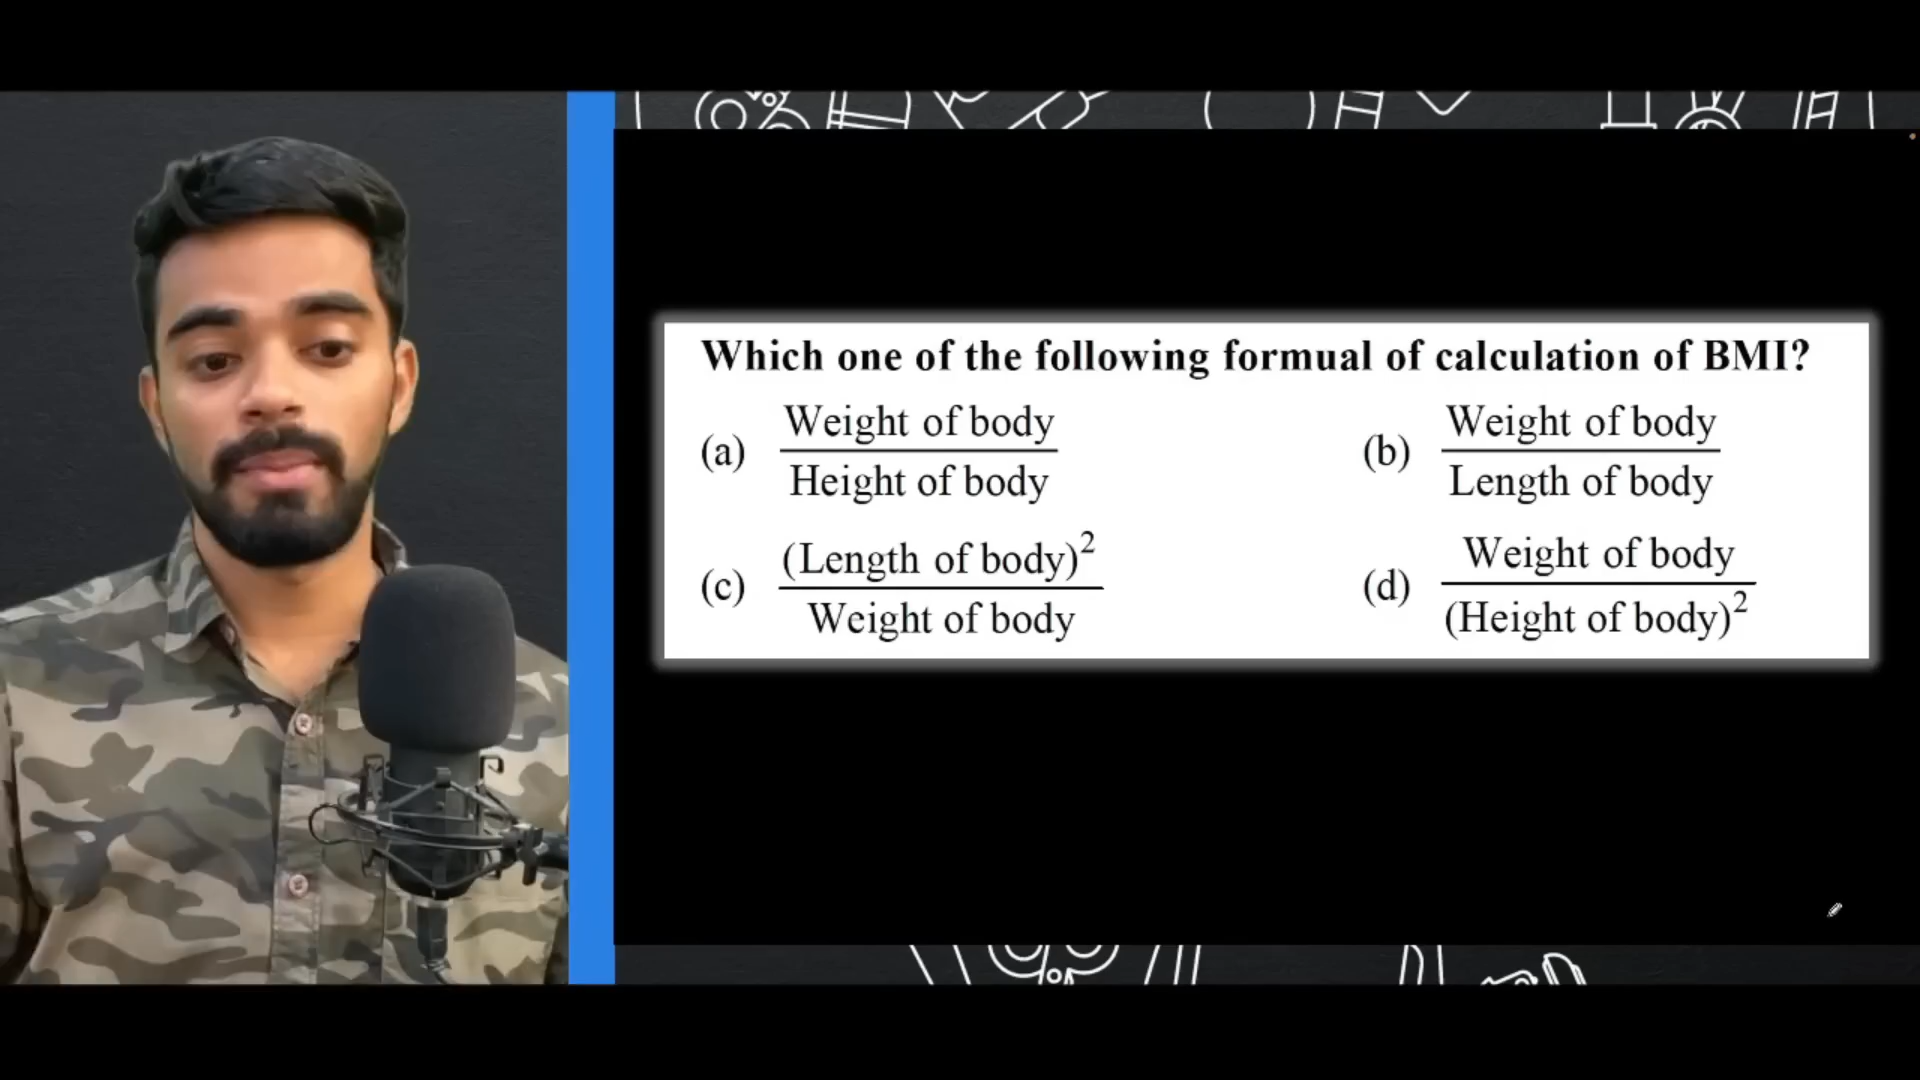 Which one of the following formual of calculation of BMI?
(a) Weight of body
Height of body
(b) Weight of body
Length of body
(c) (Length of body)²
Weight of body
(d) Weight of body
(Height of body)²